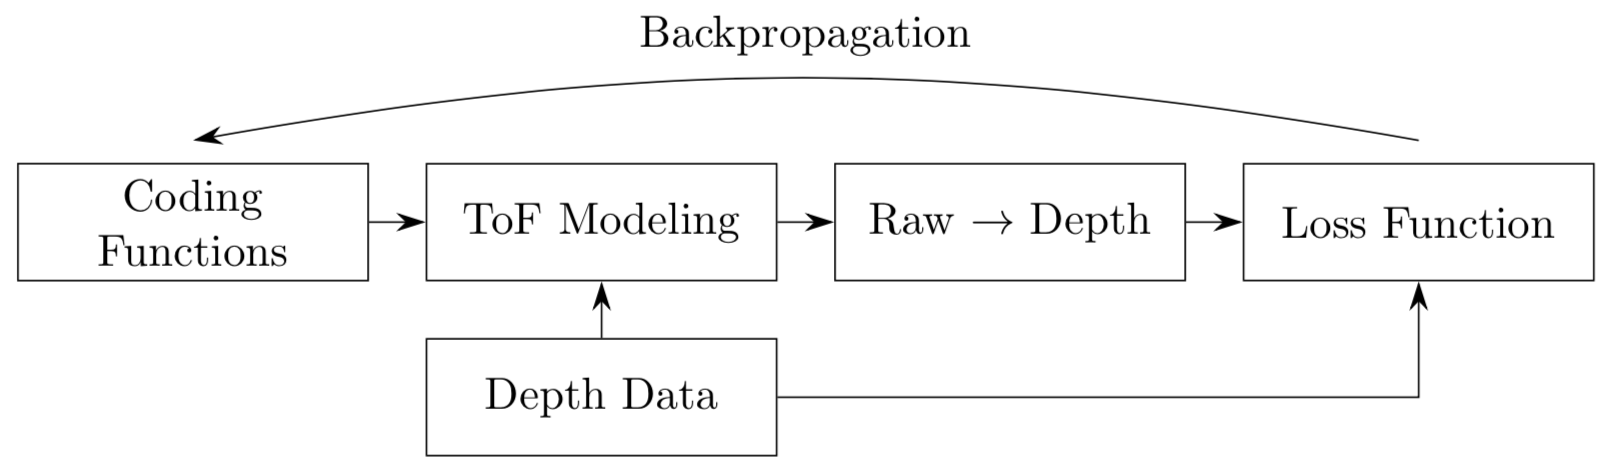 Backpropagation
Coding
Functions
ToF Modeling
Raw → Depth
Loss Function
Depth Data